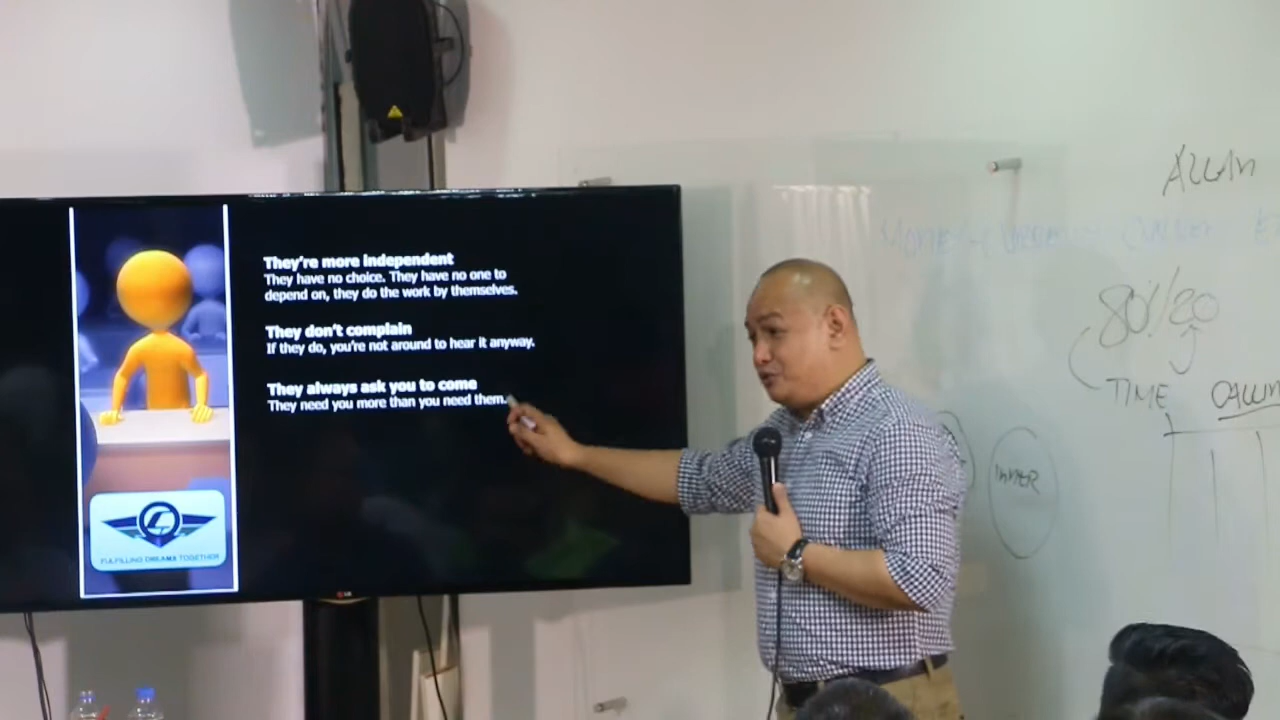 They're more independent
They have no choice. They have no one to
depend on, they do the work by themselves.
They don't complain
If they do, you're not around to hear it anyway.
They always ask you to come
They need you more than you need them.
FULFILLING DREAMS TOGETHER
LG
ALLAN
80%/20
TIME
INNER